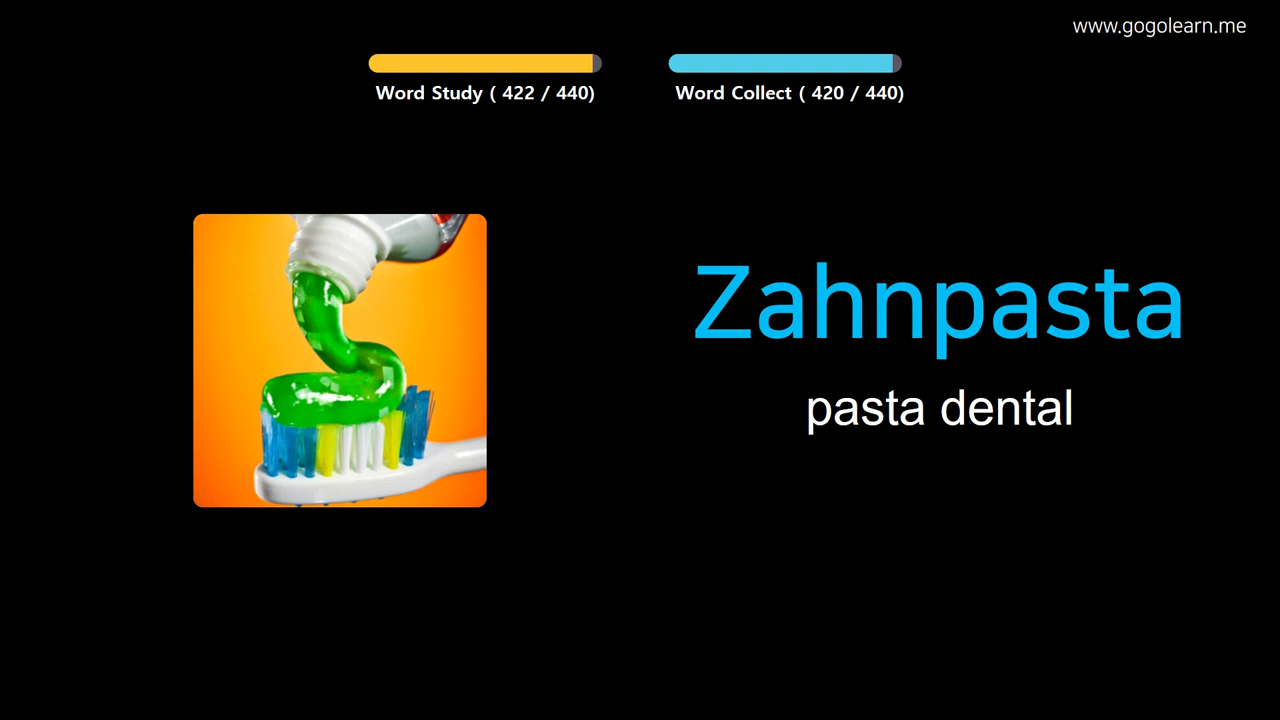 www.gogolearn.me
Word Study ( 422 / 440)
Word Collect ( 420 / 440)
Zahnpasta
pasta dental